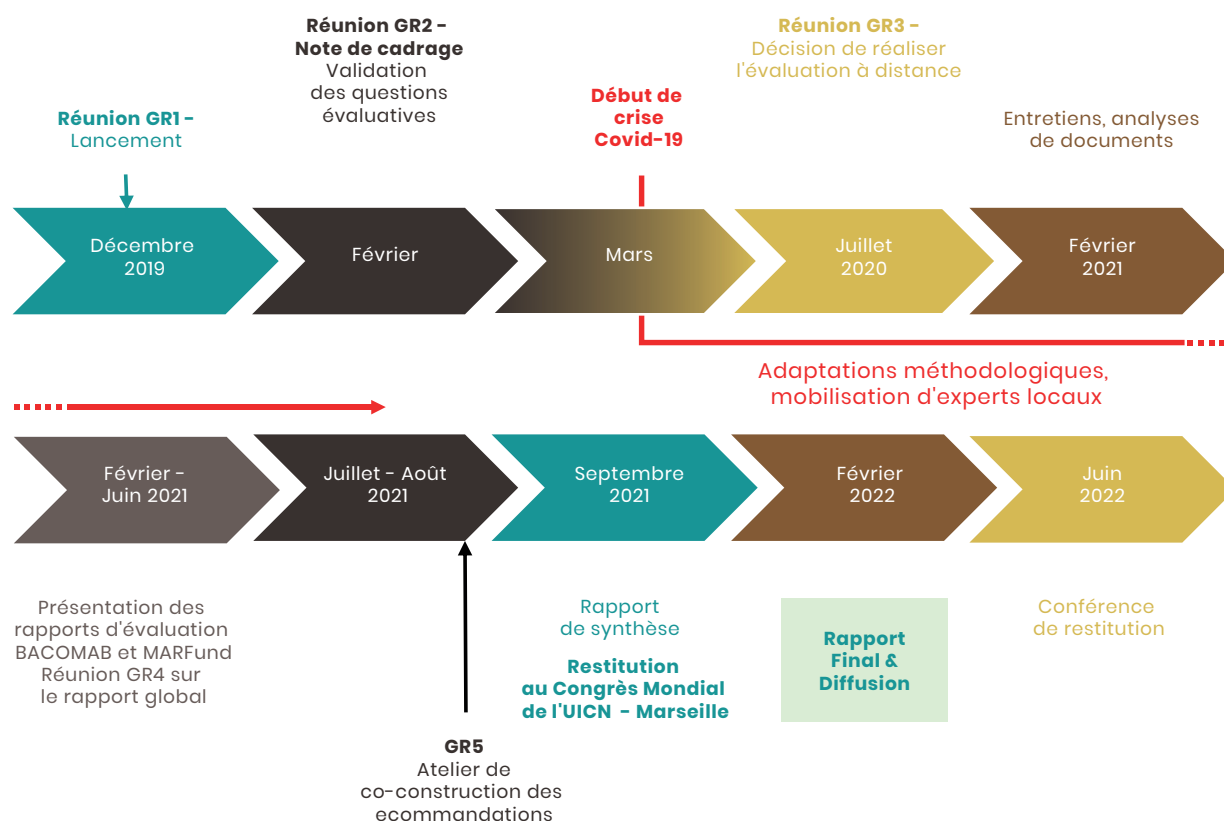 Réunion GR1 -
Lancement
Réunion GR2 -
Note de cadrage
Validation
des questions
évaluatives
Début de
crise
Covid-19
Réunion GR3 -
Décision de réaliser
l'évaluation à distance
Entretiens, analyses
de documents
Décembre
2019
Février
Mars
Juillet
2020
Février
2021
Adaptations méthodologiques,
mobilisation d'experts locaux
Février -
Juin 2021
Juillet - Août
2021
Septembre
2021
Février
2022
Juin
2022
Présentation des
rapports d'évaluation
BACOMAB et MARFund
Réunion GR4 sur
le rapport global
GR5
Atelier de
co-construction des
ecommandations
Rapport
de synthèse
Restitution
au Congrès Mondial
de l'UICN - Marseille
Rapport
Final &
Diffusion
Conférence
de restitution